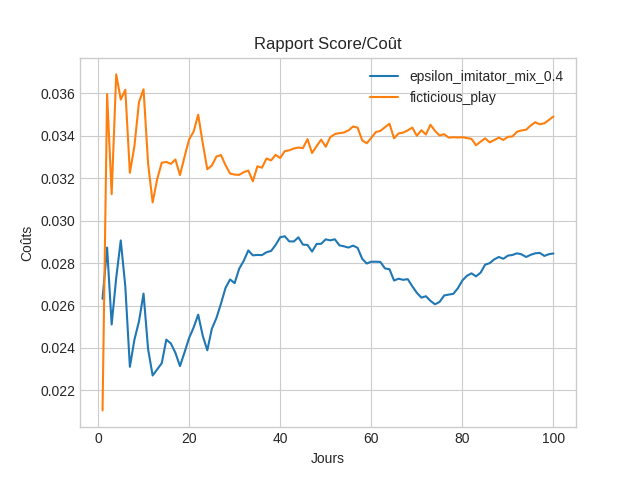 Rapport Score/Coût
epsilon_imitator_mix_0.4
ficticious_play
0.036
0.034
0.032
0.030
0.028
0.026
0.024
0.022
Coûts
0 20 40 60 80 100
Jours